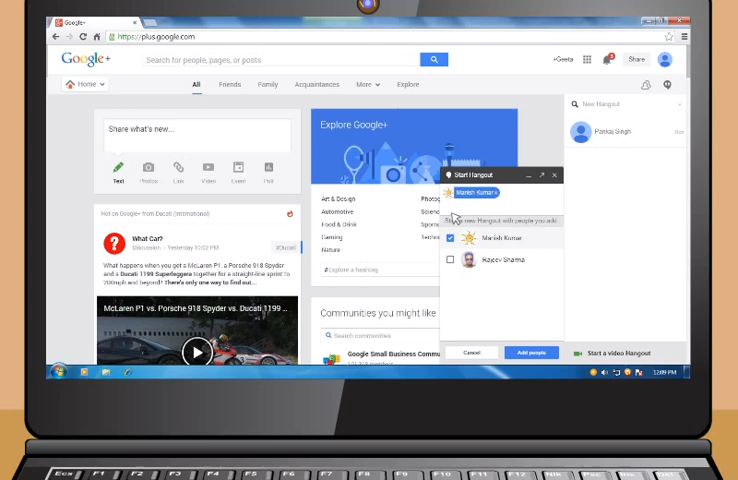 Google+
https://plus.google.com
Google+
Search for people, pages, or posts
+Geeta
Share
Home
All
Friends
Family
Acquaintances
More
Explore
New Hangout
Pankaj Singh
Share what's new...
Text
Photos
Link
Video
Event
Poll
Explore Google+
Art & Design
Automotive
Food & Drink
Nature
Explore a hashtag
Start Hangout
Manish Kumar
Manish Kumar
Rajeev Sharma
Cancel
Add people
Start a video Hangout
Hot on Google+ from Ducati (International)
What Car?
Discussion - Yesterday 10:02 PM
#Ducati
What happens when you get a McLaren P1, a Porsche 918 Spyder
and a Ducati 1199 Superleggera together for a straight-line sprint to
200mph and beyond? There's only one way to find out...
McLaren P1 vs. Porsche 918 Spyder vs. Ducati 1199 ...
Communities you might like
Search communities
Google Small Business Commu
12:09 PM
Esc F1 F2 F3 F4 F5 F6 F7 F8 F9 F10 F11 F12